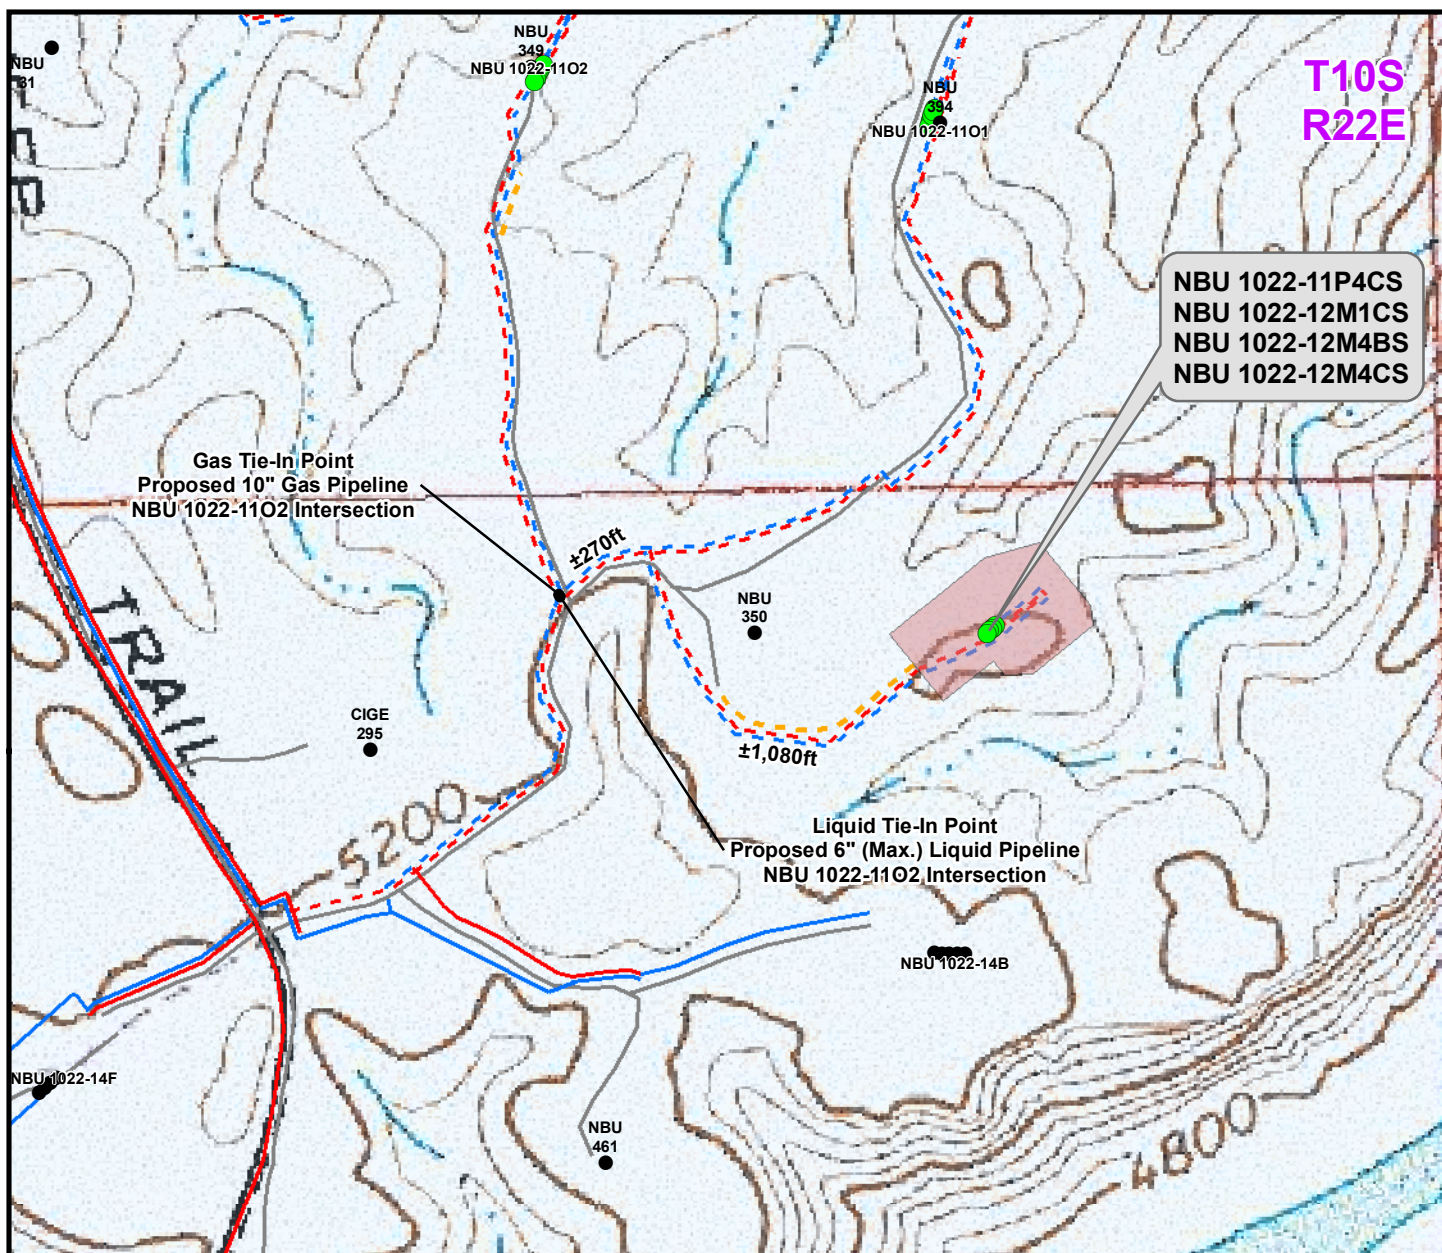 NBU
349
NBU 1022-11O2
NBU
31
NBU
394
NBU 1022-11O1
T10S
R22E
NBU 1022-11P4CS
NBU 1022-12M1CS
NBU 1022-12M4BS
NBU 1022-12M4CS
Gas Tie-In Point
Proposed 10" Gas Pipeline
NBU 1022-11O2 Intersection
±270ft
NBU
350
TRAIL
CIGE
295
±1,080ft
5200
Liquid Tie-In Point
Proposed 6" (Max.) Liquid Pipeline
NBU 1022-11O2 Intersection
NBU 1022-14B
NBU 1022-14F
NBU
461
4800